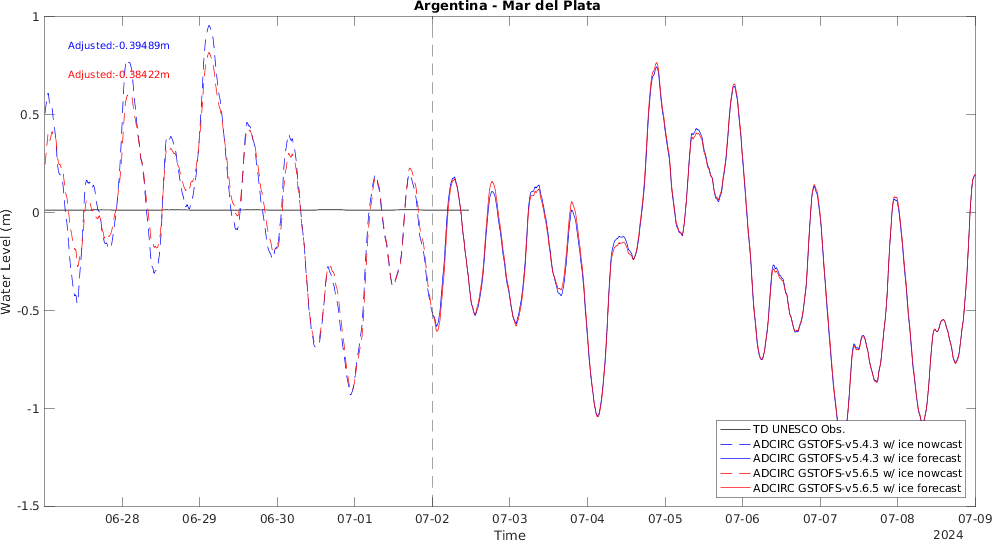 Argentina - Mar del Plata
Adjusted:-0.39489m
Adjusted:-0.38422m
Water Level (m)
1
0.5
0
-0.5
-1
-1.5
TD UNESCO Obs.
ADCIRC GSTOFS-v5.4.3 w/ ice nowcast
ADCIRC GSTOFS-v5.4.3 w/ ice forecast
ADCIRC GSTOFS-v5.6.5 w/ ice nowcast
ADCIRC GSTOFS-v5.6.5 w/ ice forecast
06-28 06-29 06-30 07-01 07-02 07-03 07-04 07-05 07-06 07-07 07-08 07-09
Time
2024